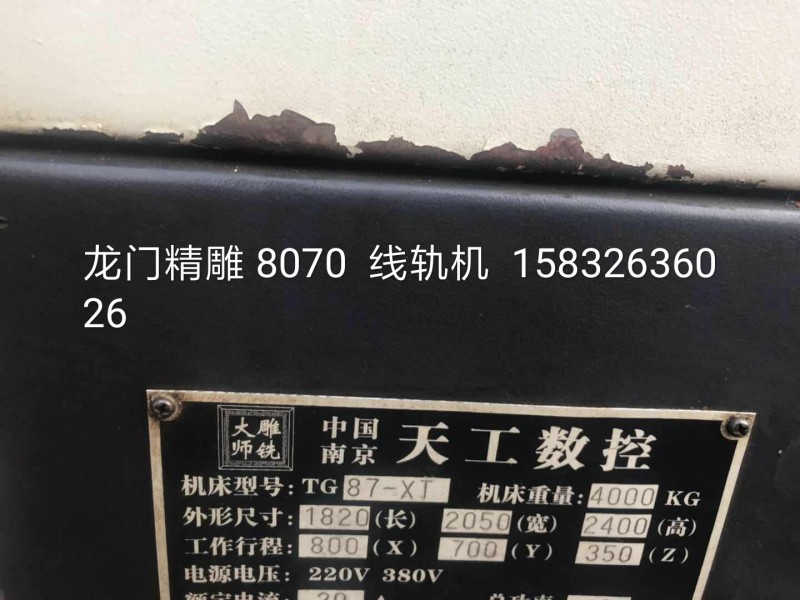 龙门精雕 8070 线轨机 158326360
26
大雕
师铣
中国
南京
天工数控
机床型号: TG 87-XT 机床重量: 4000 KG
外形尺寸: 1820 (长) 2050 (宽) 2400 (高)
工作行程: 800 (X) 700 (Y) 350 (Z)
电源电压: 220V 380V